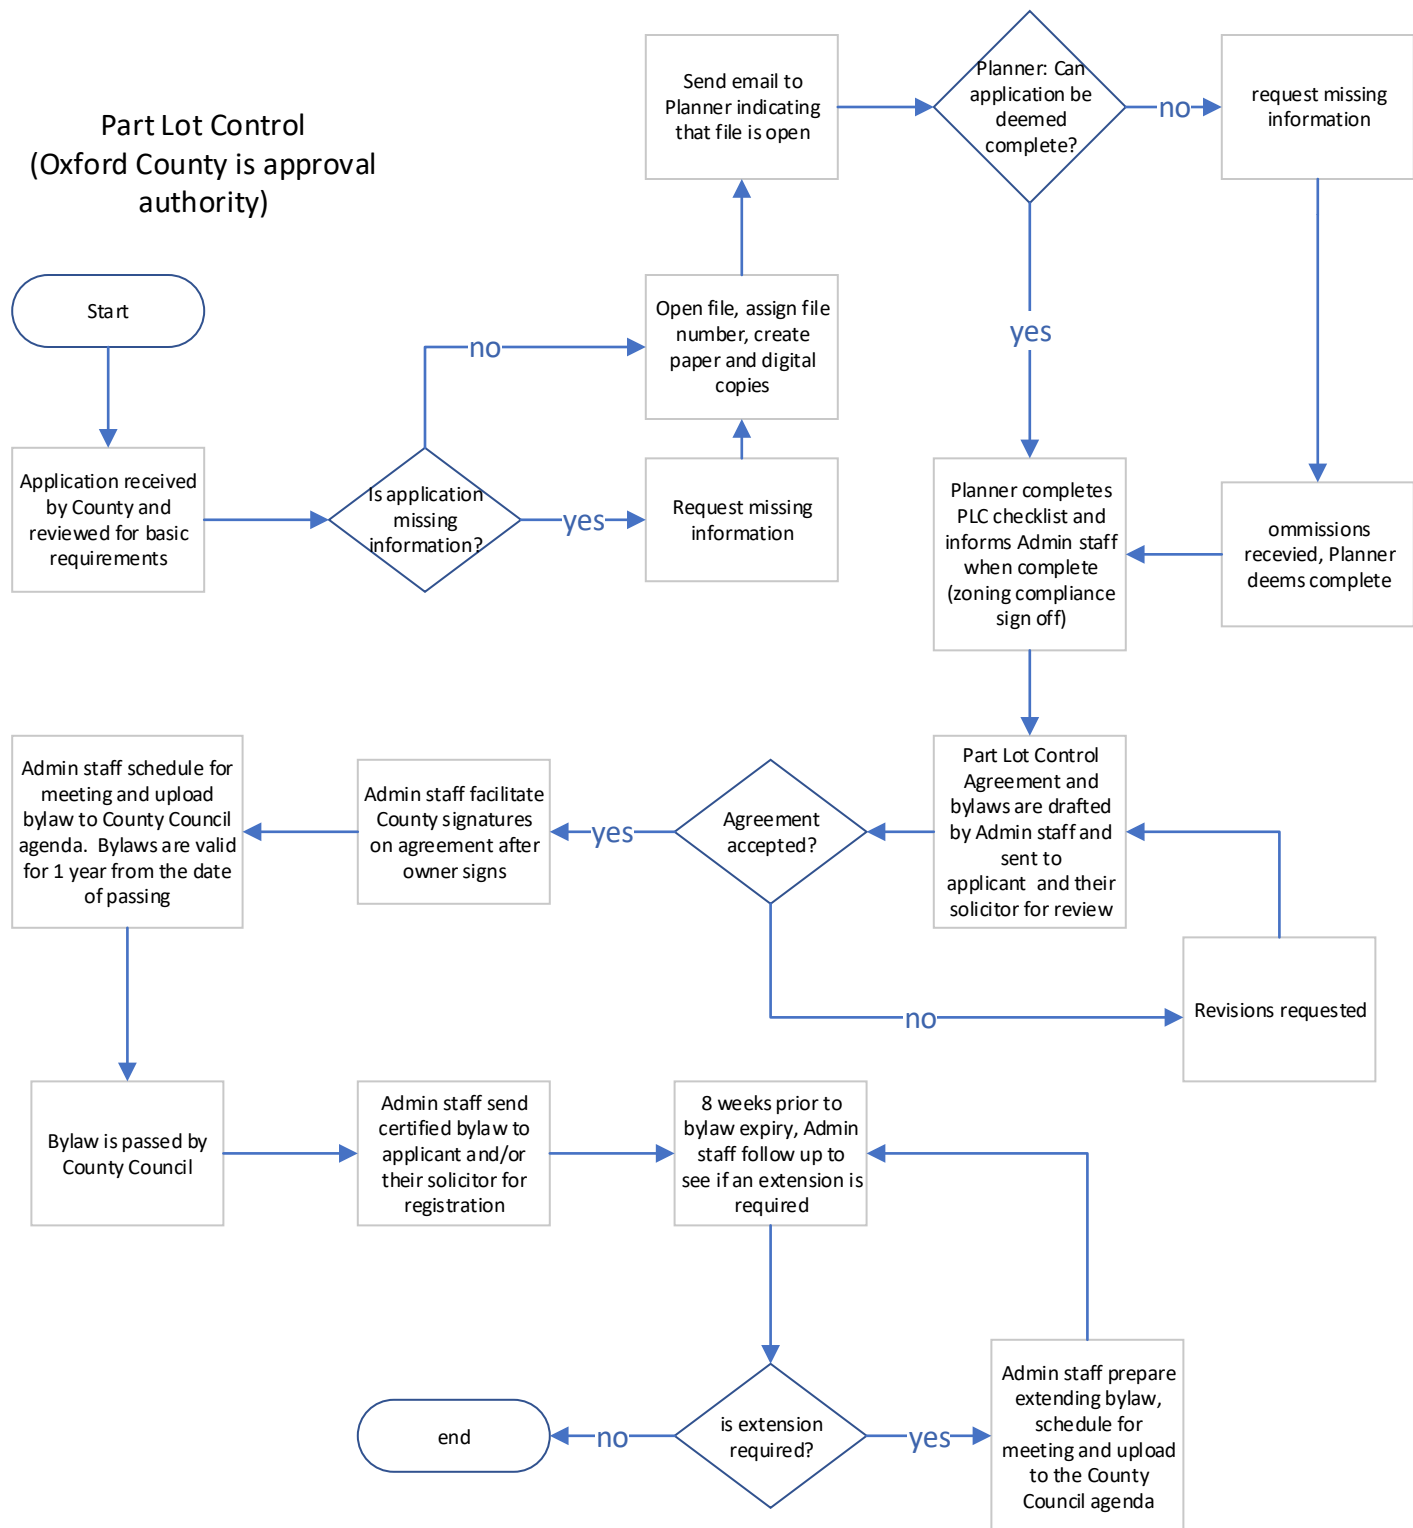 Part Lot Control
(Oxford County is approval
authority)
Start
Application received
by County and
reviewed for basic
requirements
Is application
missing
information?
no
yes
Request missing
information
Open file, assign file
number, create
paper and digital
copies
Send email to
Planner indicating
that file is open
Planner: Can
application be
deemed
complete?
no
request missing
information
yes
ommissions
recevied, Planner
deems complete
Planner completes
PLC checklist and
informs Admin staff
when complete
(zoning compliance
sign off)
Part Lot Control
Agreement and
bylaws are drafted
by Admin staff and
sent to
applicant  and their
solicitor for review
Agreement
accepted?
no
Revisions requested
yes
Admin staff facilitate
County signatures
on agreement after
owner signs
Admin staff schedule for
meeting and upload
bylaw to County Council
agenda.  Bylaws are valid
for 1 year from the date
of passing
Bylaw is passed by
County Council
Admin staff send
certified bylaw to
applicant and/or
their solicitor for
registration
8 weeks prior to
bylaw expiry, Admin
staff follow up to
see if an extension is
required
is extension
required?
no
end
yes
Admin staff prepare
extending bylaw,
schedule for
meeting and upload
to the County
Council agenda